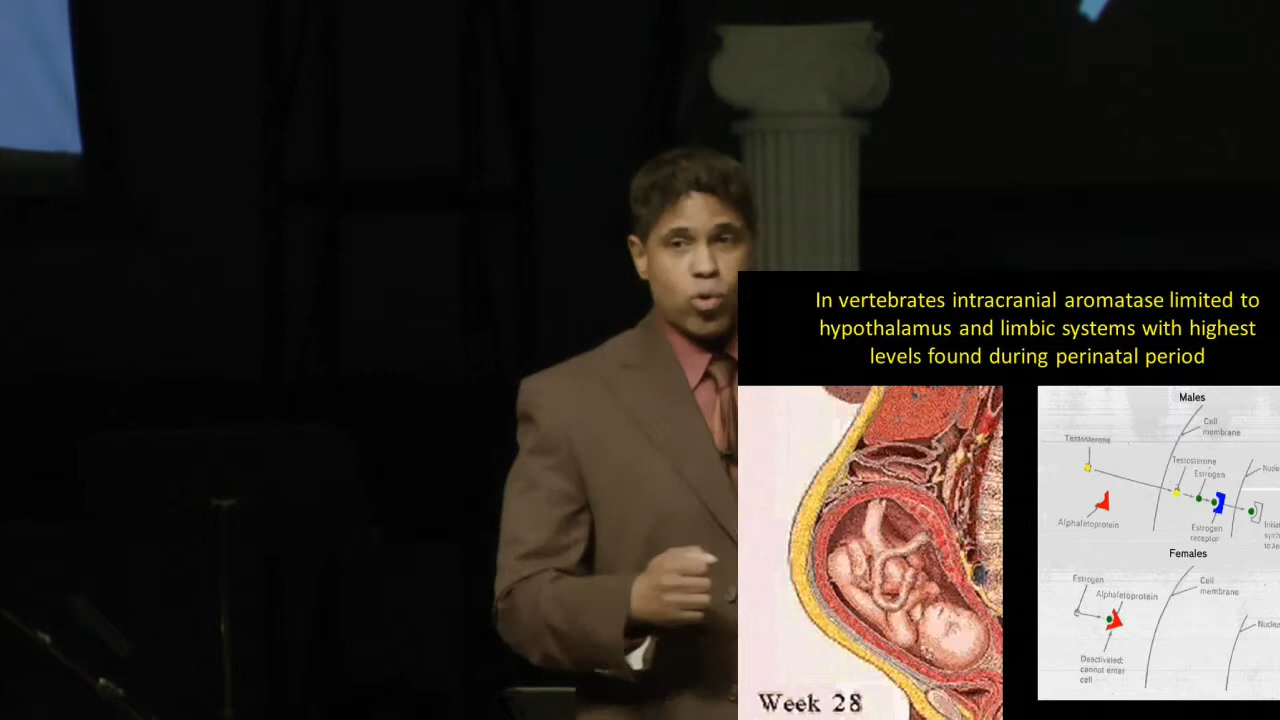 In vertebrates intracranial aromatase limited to
hypothalamus and limbic systems with highest
levels found during perinatal period
Week 28
Males
Cell
membrane
Testosterone
Testosterone
Estrogen
Alphafetoprotein
Estrogen
receptor
Females
Estrogen
Cell
membrane
Alphafetoprotein
Deactivated;
cannot enter
cell